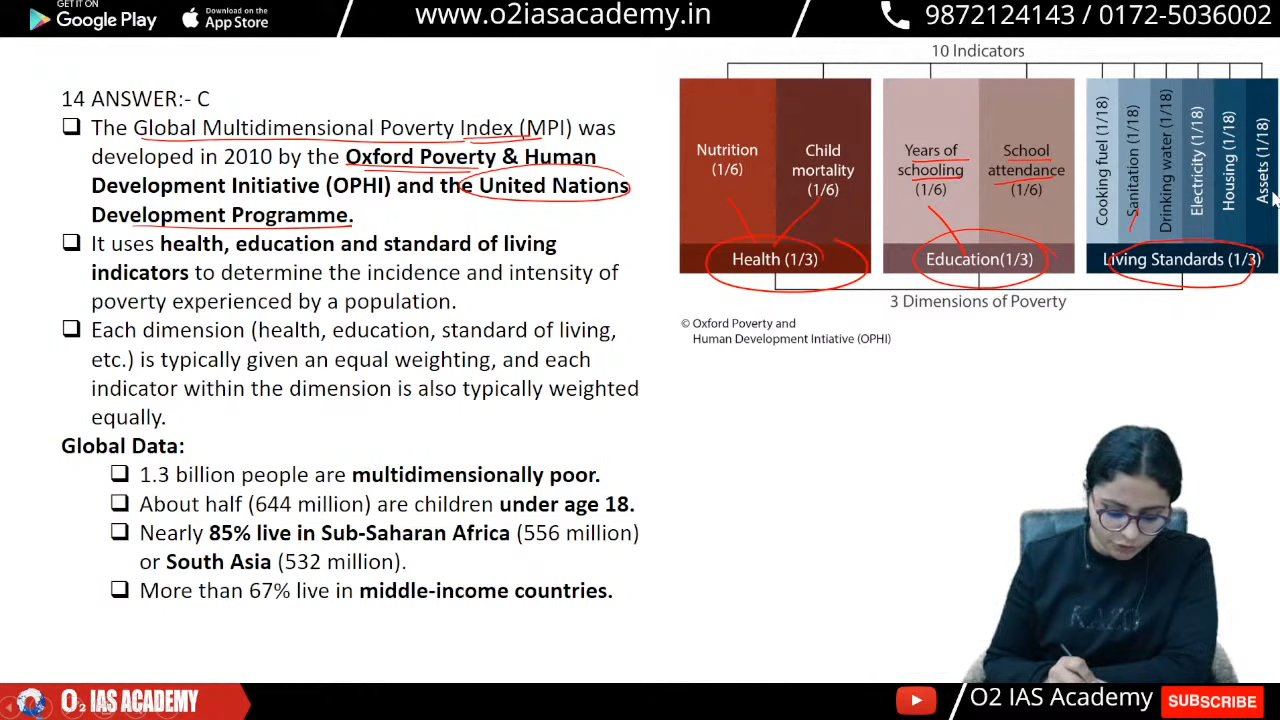 GET IT ON
Google Play
Download on the
App Store
www.o2iasacademy.in
9872124143 / 0172-5036002
14 ANSWER:- C
❑ The Global Multidimensional Poverty Index (MPI) was
developed in 2010 by the Oxford Poverty & Human
Development Initiative (OPHI) and the United Nations
Development Programme.
❑ It uses health, education and standard of living
indicators to determine the incidence and intensity of
poverty experienced by a population.
❑ Each dimension (health, education, standard of living,
etc.) is typically given an equal weighting, and each
indicator within the dimension is also typically weighted
equally.
Global Data:
❑ 1.3 billion people are multidimensionally poor.
❑ About half (644 million) are children under age 18.
❑ Nearly 85% live in Sub-Saharan Africa (556 million)
or South Asia (532 million).
❑ More than 67% live in middle-income countries.
10 Indicators
Nutrition
(1/6)
Child
mortality
(1/6)
Years of
schooling
(1/6)
School
attendance
(1/6)
Cooking fuel (1/18)
Sanitation (1/18)
Drinking water (1/18)
Electricity (1/18)
Housing (1/18)
Assets (1/18)
Health (1/3)
Education(1/3)
Living Standards (1/3)
3 Dimensions of Poverty
© Oxford Poverty and
Human Development Intiative (OPHI)
KAZO
O2 IAS ACADEMY
O2 IAS Academy
SUBSCRIBE